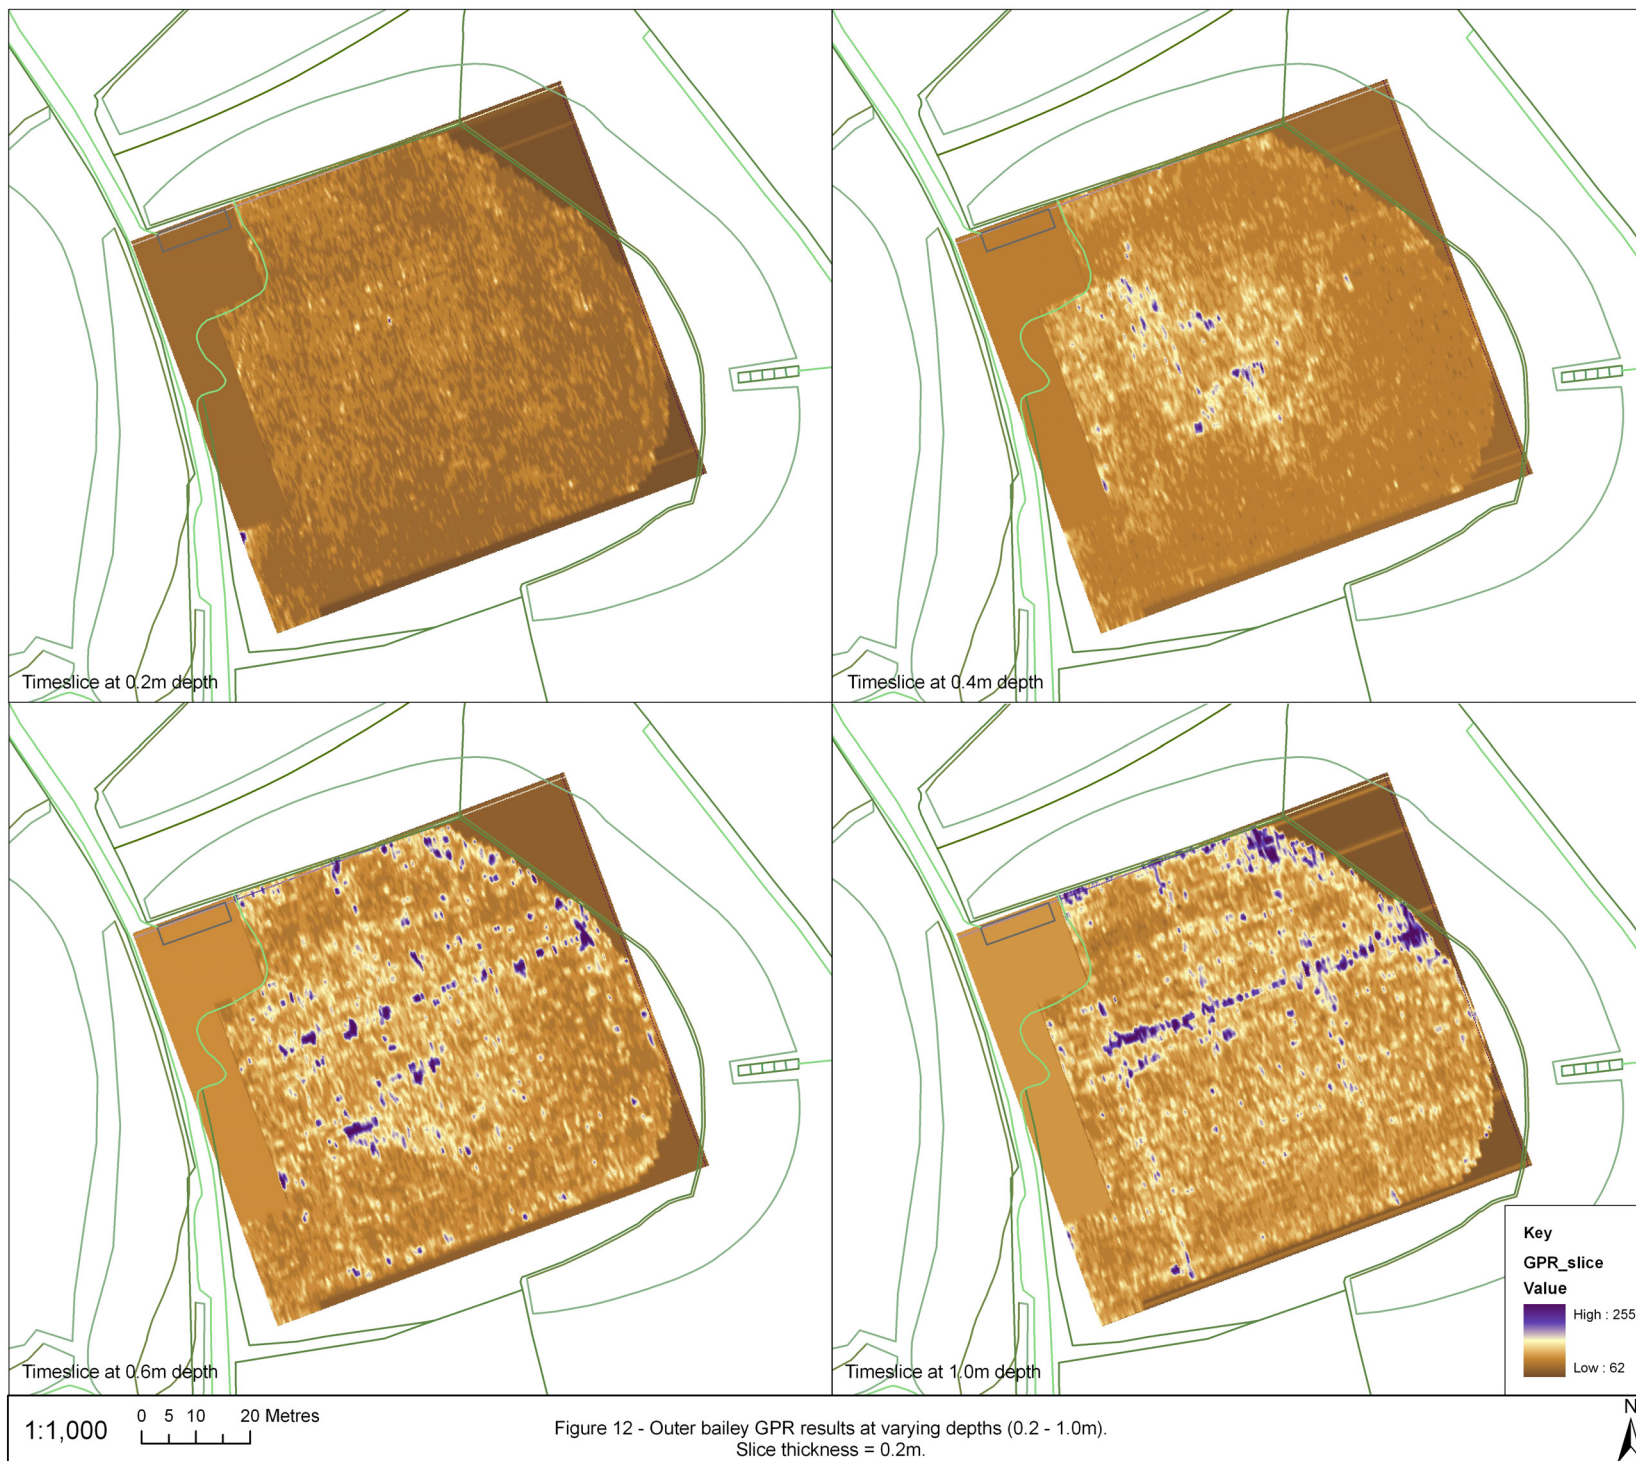 Timeslice at 0.2m depth
Timeslice at 0.4m depth
Timeslice at 0.6m depth
Timeslice at 1.0m depth
Key
GPR_slice
Value
High : 255
Low : 62
1:1,000
0 5 10 20 Metres
Figure 12 - Outer bailey GPR results at varying depths (0.2 - 1.0m).
Slice thickness = 0.2m.
N